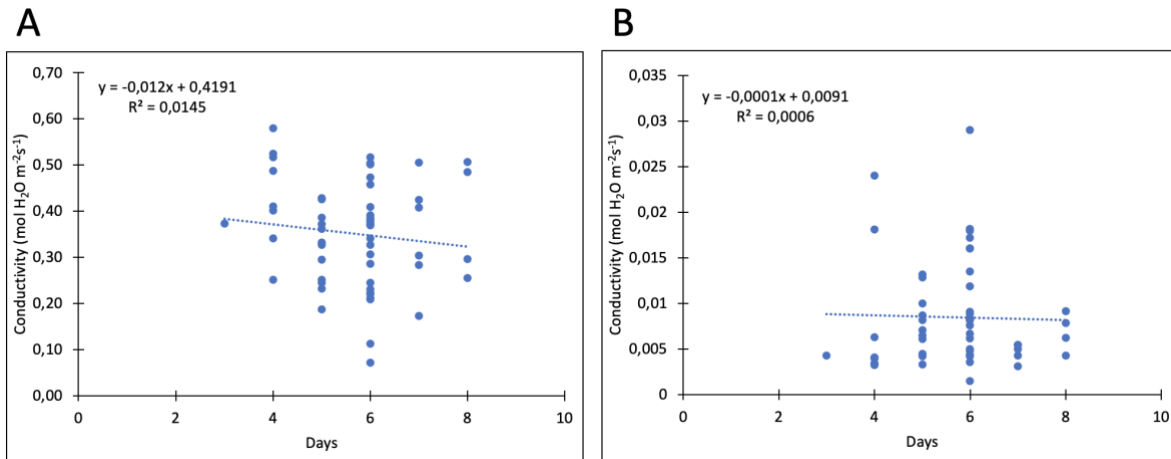 A
y = -0,012x + 0,4191
R² = 0,0145
Conductivity (mol H₂O m⁻²s⁻¹)
0,70
0,60
0,50
0,40
0,30
0,20
0,10
0,00
0 2 4 6 8 10
Days
B
y = -0,0001x + 0,0091
R² = 0,0006
Conductivity (mol H₂O m⁻²s⁻¹)
0,035
0,03
0,025
0,02
0,015
0,01
0,005
0
0 2 4 6 8 10
Days